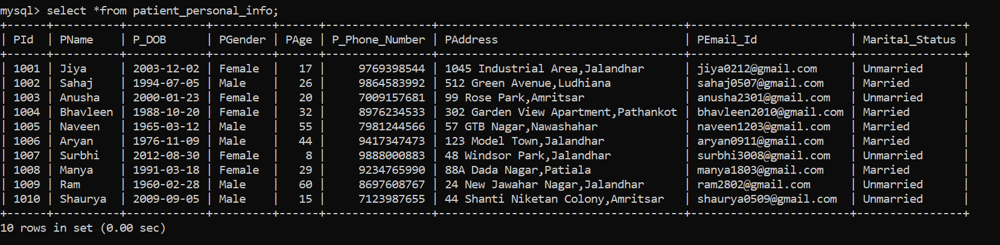 mysql> select *from patient_personal_info;
+------+----------+------------+---------+------+----------------+-------------------------------------+------------------------+----------------+
| PId  | PName    | P_DOB      | PGender | PAge | P_Phone_Number | PAddress                            | PEmail_Id              | Marital_Status |
+------+----------+------------+---------+------+----------------+-------------------------------------+------------------------+----------------+
| 1001 | Jiya     | 2003-12-02 | Female  |   17 |     9769398544 | 1045 Industrial Area,Jalandhar      | jiya0212@gmail.com     | Unmarried      |
| 1002 | Sahaj    | 1994-07-05 | Male    |   26 |     9864583992 | 512 Green Avenue,Ludhiana           | sahaj0507@gmail.com    | Married        |
| 1003 | Anusha   | 2000-01-23 | Female  |   20 |     7009157681 | 99 Rose Park,Amritsar               | anusha2301@gmail.com   | Unmarried      |
| 1004 | Bhavleen | 1988-10-20 | Female  |   32 |     8976234533 | 302 Garden View Apartment,Pathankot | bhavleen2010@gmail.com | Married        |
| 1005 | Naveen   | 1965-03-12 | Male    |   55 |     7981244566 | 57 GTB Nagar,Nawashahar             | naveen1203@gmail.com   | Married        |
| 1006 | Aryan    | 1976-11-09 | Male    |   44 |     9417347473 | 123 Model Town,Jalandhar            | aryan0911@gmail.com    | Married        |
| 1007 | Surbhi   | 2012-08-30 | Female  |    8 |     9888000883 | 48 Windsor Park,Jalandhar           | surbhi3008@gmail.com   | Unmarried      |
| 1008 | Manya    | 1991-03-18 | Female  |   29 |     9234765990 | 88A Dada Nagar,Patiala              | manya1803@gmail.com    | Married        |
| 1009 | Ram      | 1960-02-28 | Male    |   60 |     8697608767 | 24 New Jawahar Nagar,Jalandhar      | ram2802@gmail.com      | Unmarried      |
| 1010 | Shaurya  | 2009-09-05 | Male    |   15 |     7123987655 | 44 Shanti Niketan Colony,Amritsar   | shaurya0509@gmail.com  | Unmarried      |
+------+----------+------------+---------+------+----------------+-------------------------------------+------------------------+----------------+
10 rows in set (0.00 sec)